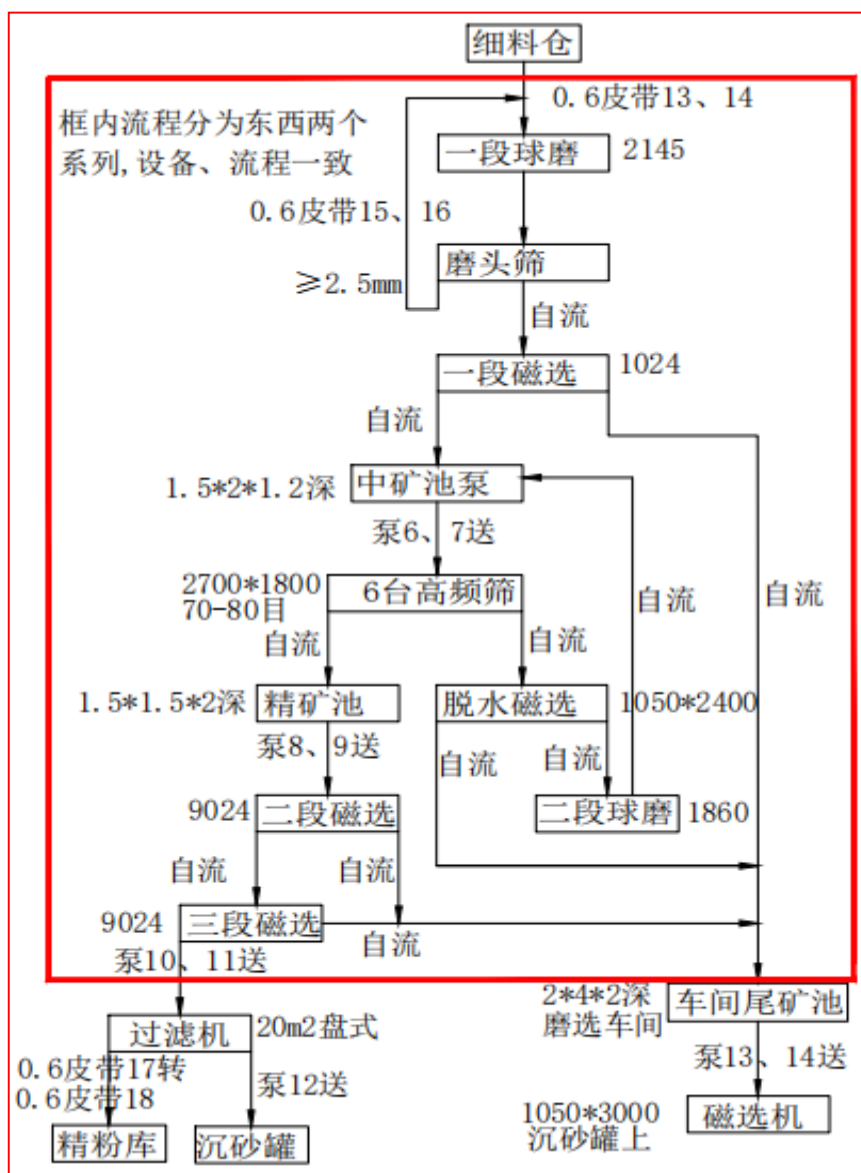 细料仓
0.6皮带13、14
框内流程分为东西两个
系列,设备、流程一致
一段球磨
2145
0.6皮带15、16
磨头筛
≥2.5mm
自流
一段磁选
1024
自流
中矿池泵
1.5*2*1.2深
泵6、7送
2700*1800
70-80目
6台高频筛
自流
自流
自流
自流
1.5*1.5*2深
精矿池
脱水磁选
1050*2400
泵8、9送
自流
自流
9024
二段磁选
二段球磨
1860
自流
自流
9024
三段磁选
自流
泵10、11送
2*4*2深
磨选车间
车间尾矿池
过滤机
20m2盘式
泵13、14送
0.6皮带17转
0.6皮带18
泵12送
1050*3000
沉砂罐上
磁选机
精粉库
沉砂罐